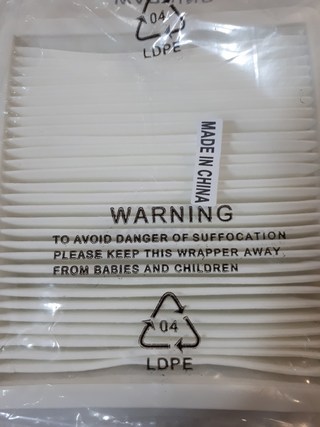 04
LDPE
MADE IN CHINA
WARNING
TO AVOID DANGER OF SUFFOCATION
PLEASE KEEP THIS WRAPPER AWAY
FROM BABIES AND CHILDREN
04
LDPE